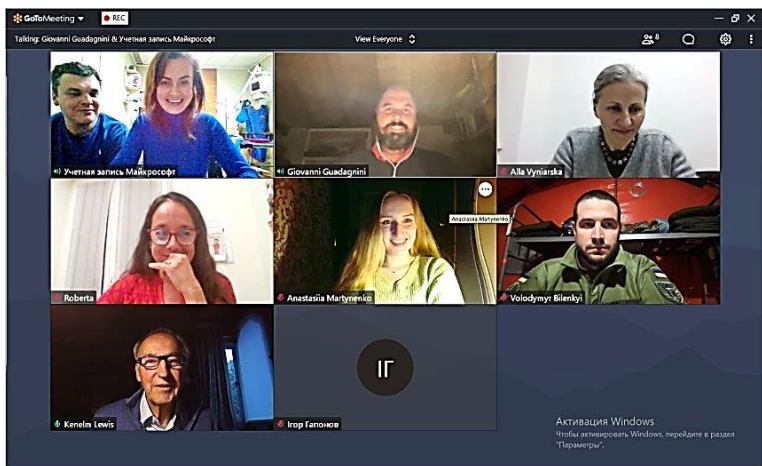 GoToMeeting
REC
Talking: Giovanni Guadagnini & Учетная запись Майкрософт
View Everyone
8
Учетная запись Майкрософт
Giovanni Guadagnini
Alla Vyniarska
Roberta
Anastasiia Martynenko
Anastasiia Martynenko
Volodymyr Bilenkyi
Kenelm Lewis
ІГ
Ігор Гапонов
Активация Windows
Чтобы активировать Windows, перейдите в раздел
"Параметры".